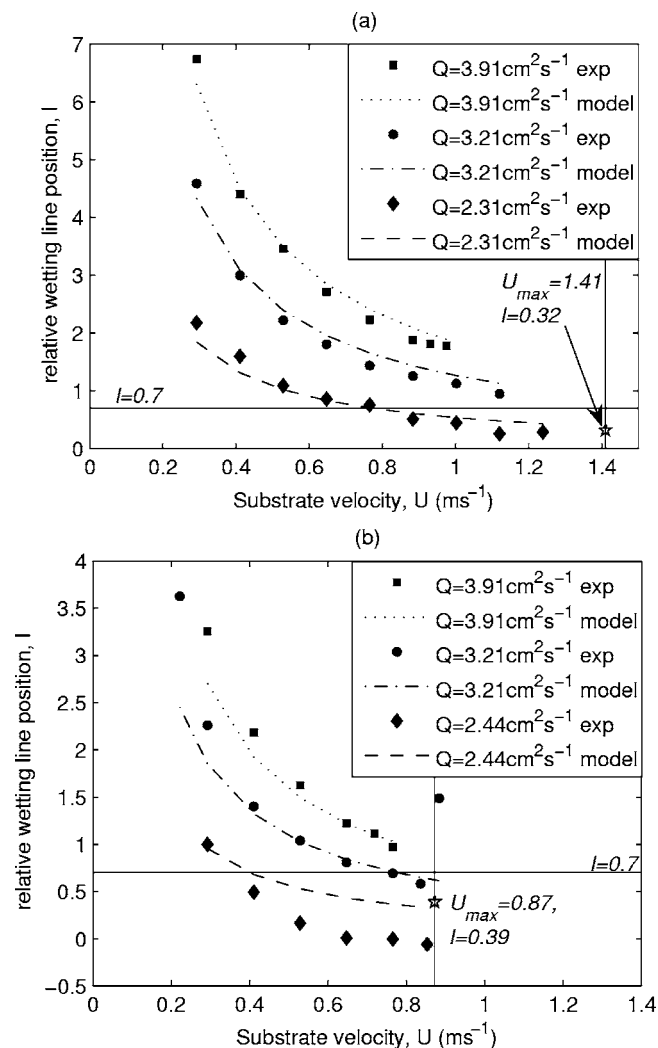 (a)
7
6
5
4
3
2
1
0
relative wetting line position, l
Q=3.91cm²s⁻¹ exp
Q=3.91cm²s⁻¹ model
Q=3.21cm²s⁻¹ exp
Q=3.21cm²s⁻¹ model
Q=2.31cm²s⁻¹ exp
Q=2.31cm²s⁻¹ model
U_max=1.41
l=0.32
l=0.7
0 0.2 0.4 0.6 0.8 1 1.2 1.4
Substrate velocity, U (ms⁻¹)
(b)
4
3.5
3
2.5
2
1.5
1
0.5
0
−0.5
relative wetting line position, l
Q=3.91cm²s⁻¹ exp
Q=3.91cm²s⁻¹ model
Q=3.21cm²s⁻¹ exp
Q=3.21cm²s⁻¹ model
Q=2.44cm²s⁻¹ exp
Q=2.44cm²s⁻¹ model
l=0.7
U_max=0.87,
l=0.39
0 0.2 0.4 0.6 0.8 1 1.2 1.4
Substrate velocity, U (ms⁻¹)